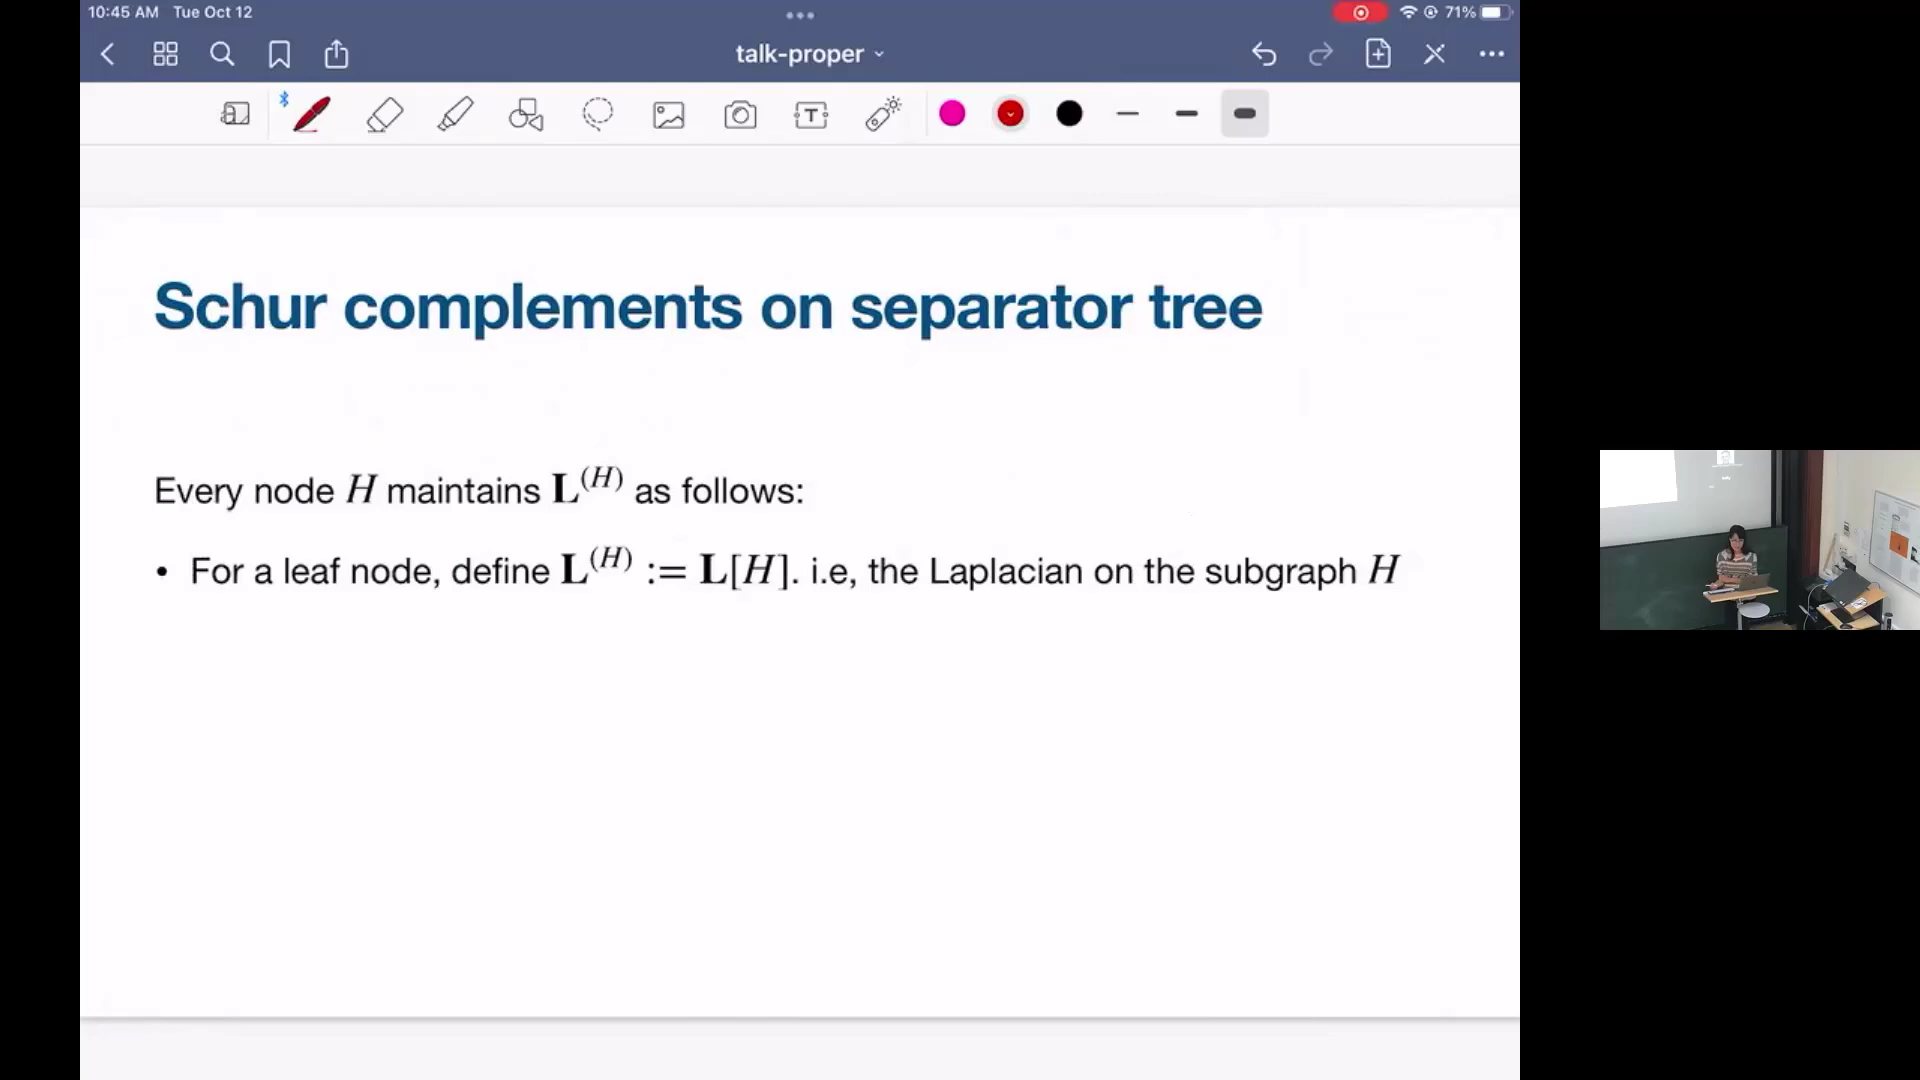 10:45 AM Tue Oct 12
71%
talk-proper
Schur complements on separator tree
Every node H maintains L^(H) as follows:
• For a leaf node, define L^(H) := L[H]. i.e, the Laplacian on the subgraph H